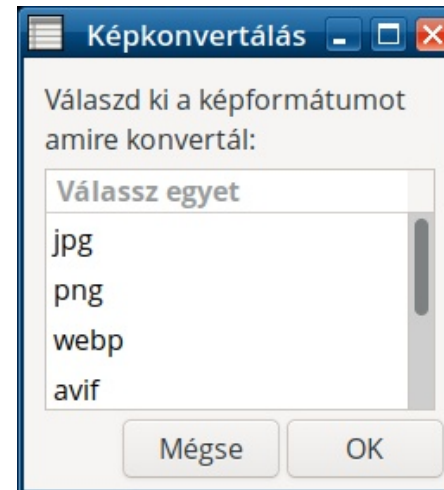 Képkonvertálás
Válaszd ki a képformátumot
amire konvertál:
Válassz egyet
jpg
png
webp
avif
Mégse
OK